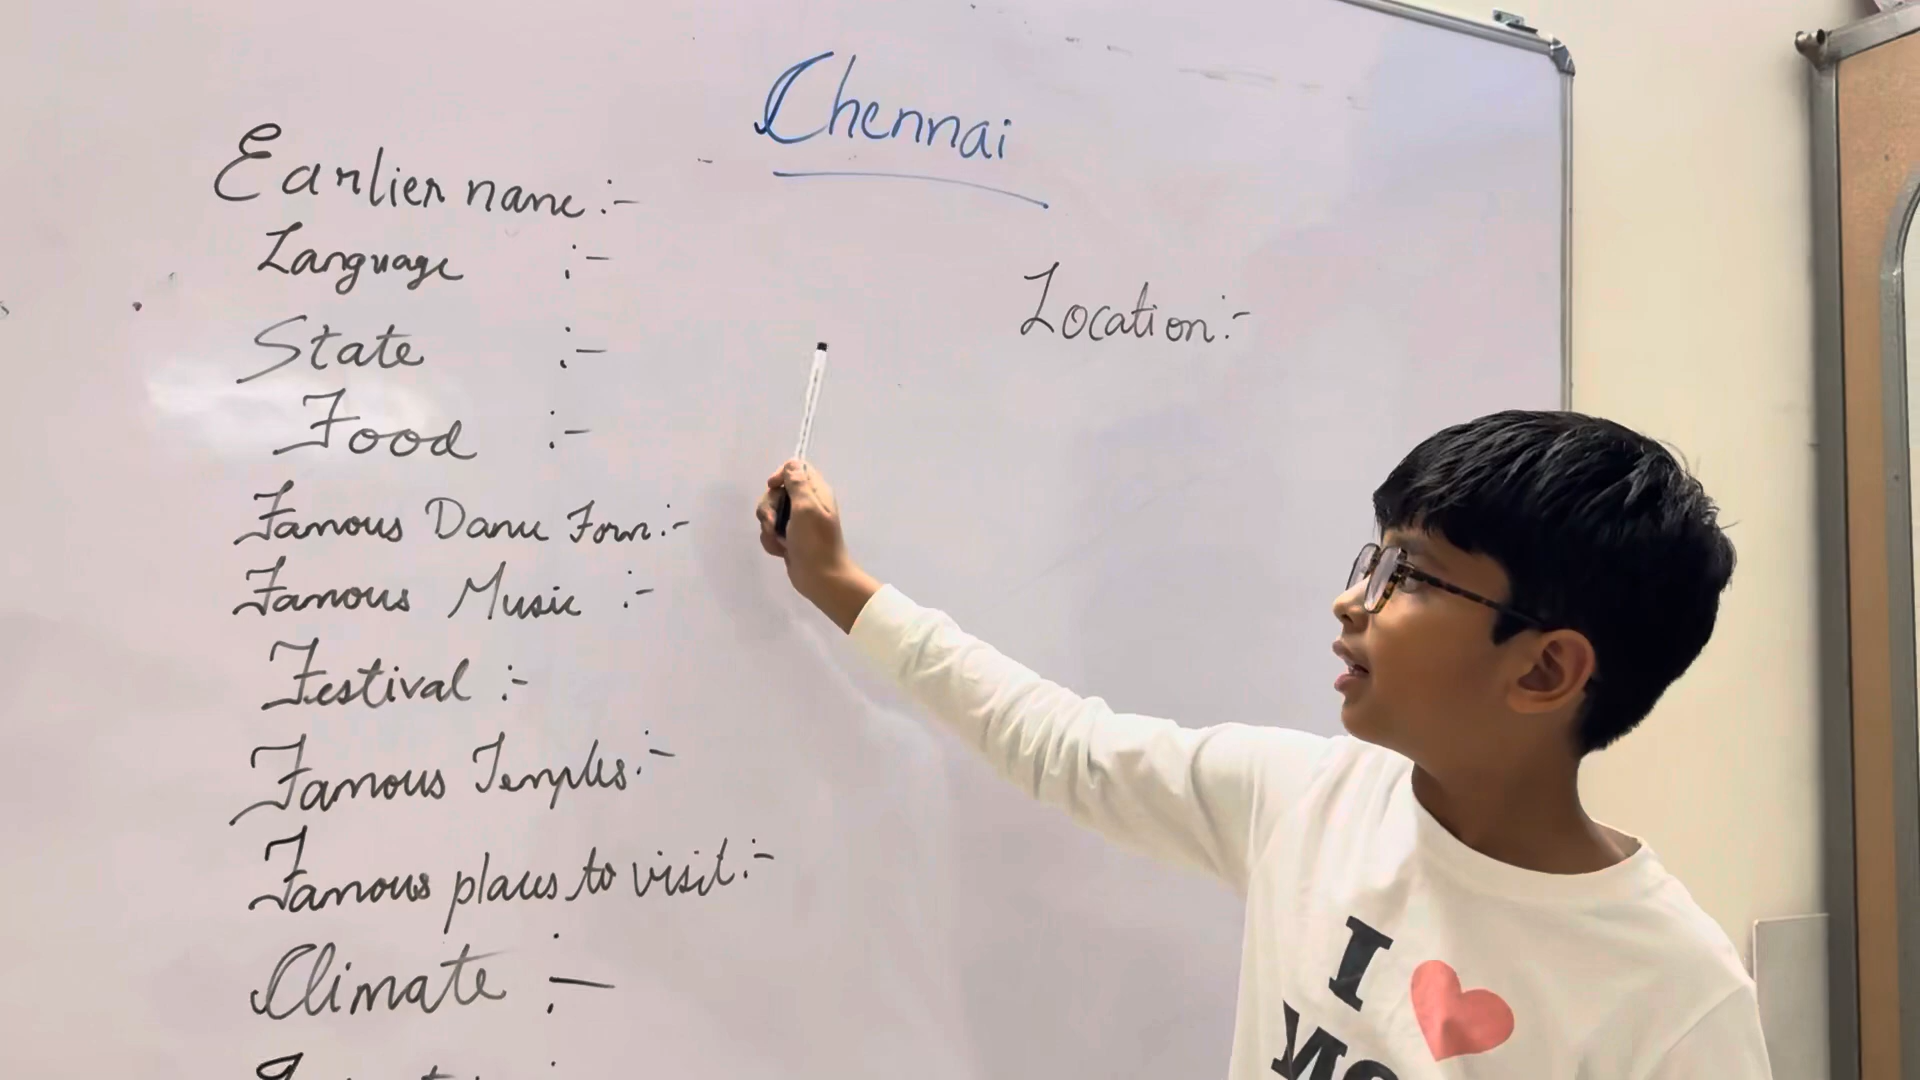 Chennai
Earlier name :-
Language :-
State :-
Food :-
Famous Dance Form :-
Famous Music :-
Festival :-
Famous Temples :-
Famous places to visit :-
Climate :-
Location :-
I